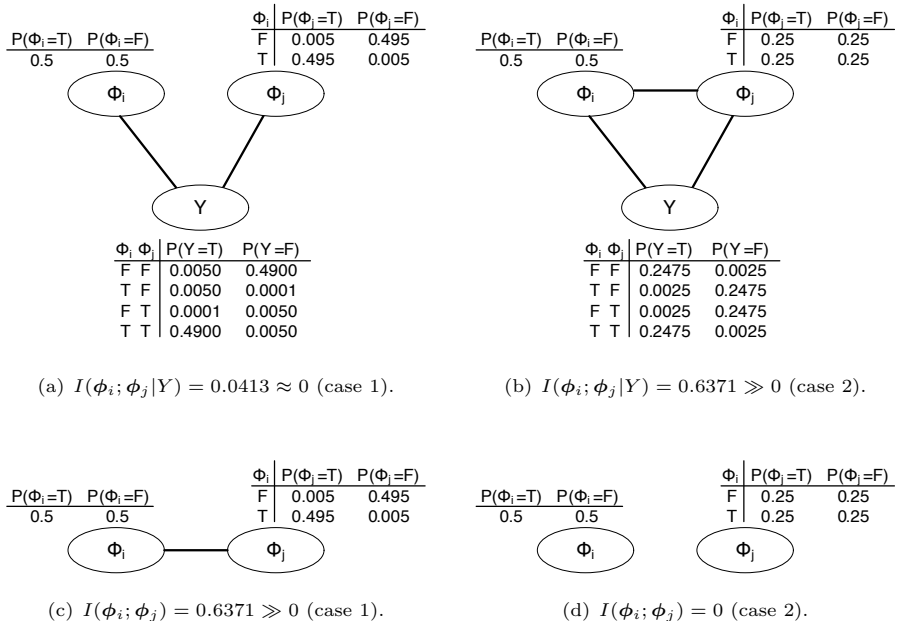 Φi P(Φj=T) P(Φj=F)
P(Φi=T) P(Φi=F) F 0.005 0.495
0.5 0.5 T 0.495 0.005
Φi Φj
Y
Φi Φj P(Y=T) P(Y=F)
F F 0.0050 0.4900
T F 0.0050 0.0001
F T 0.0001 0.0050
T T 0.4900 0.0050
(a) I(ϕi; ϕj|Y) = 0.0413 ≈ 0 (case 1).
Φi P(Φj=T) P(Φj=F)
P(Φi=T) P(Φi=F) F 0.25 0.25
0.5 0.5 T 0.25 0.25
Φi Φj
Y
Φi Φj P(Y=T) P(Y=F)
F F 0.2475 0.0025
T F 0.0025 0.2475
F T 0.0025 0.2475
T T 0.2475 0.0025
(b) I(ϕi; ϕj|Y) = 0.6371 ≫ 0 (case 2).
Φi P(Φj=T) P(Φj=F)
P(Φi=T) P(Φi=F) F 0.005 0.495
0.5 0.5 T 0.495 0.005
Φi Φj
(c) I(ϕi; ϕj) = 0.6371 ≫ 0 (case 1).
Φi P(Φj=T) P(Φj=F)
P(Φi=T) P(Φi=F) F 0.25 0.25
0.5 0.5 T 0.25 0.25
Φi Φj
(d) I(ϕi; ϕj) = 0 (case 2).